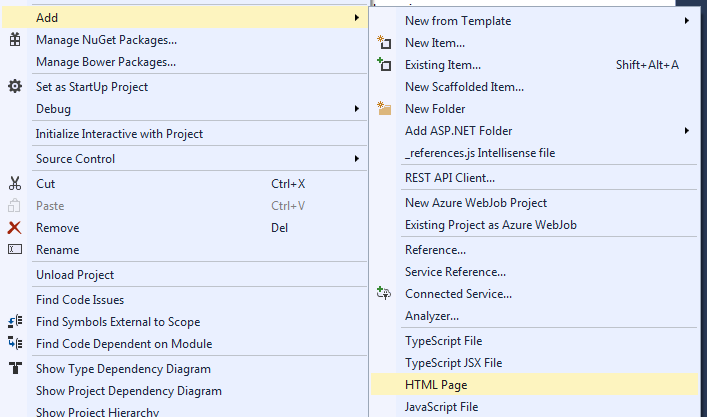 Add
Manage NuGet Packages...
Manage Bower Packages...
Set as StartUp Project
Debug
Initialize Interactive with Project
Source Control
Cut Ctrl+X
Paste Ctrl+V
Remove Del
Rename
Unload Project
Find Code Issues
Find Symbols External to Scope
Find Code Dependent on Module
Show Type Dependency Diagram
Show Project Dependency Diagram
Show Project Hierarchy
New from Template
New Item...
Existing Item... Shift+Alt+A
New Scaffolded Item...
New Folder
Add ASP.NET Folder
_references.js Intellisense file
REST API Client...
New Azure WebJob Project
Existing Project as Azure WebJob
Reference...
Service Reference...
Connected Service...
Analyzer...
TypeScript File
TypeScript JSX File
HTML Page
JavaScript File